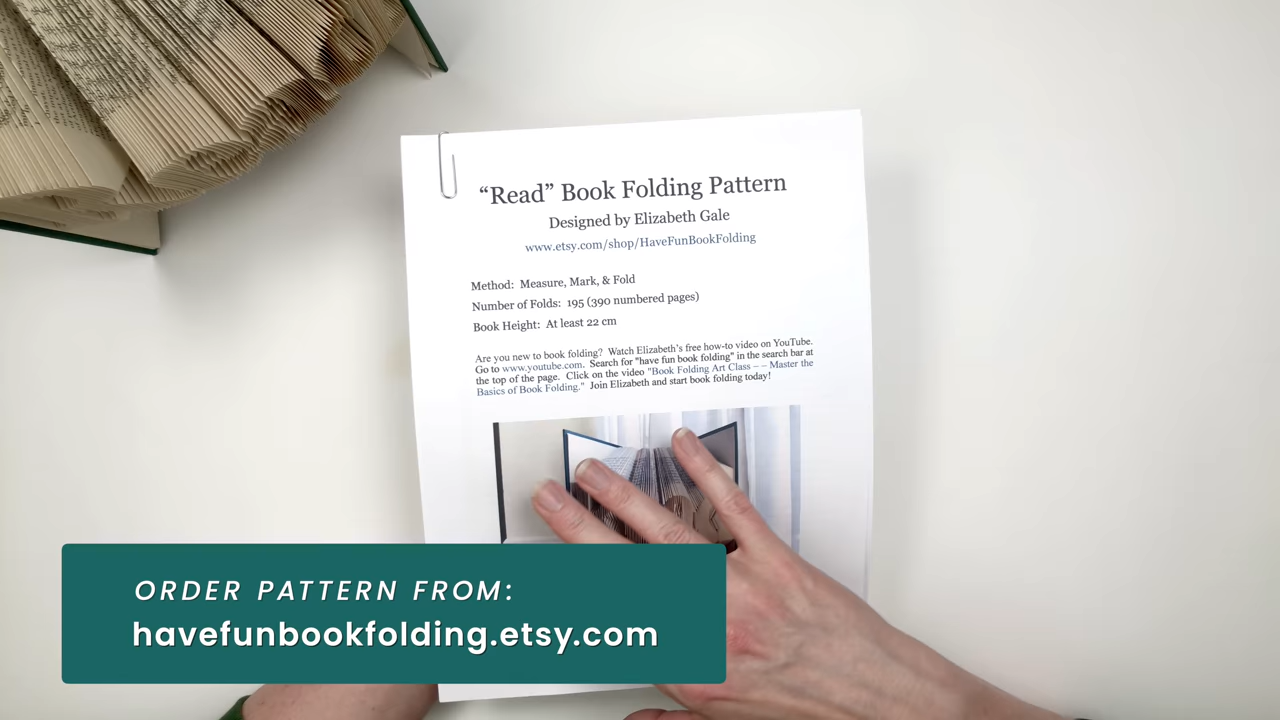 “Read” Book Folding Pattern
Designed by Elizabeth Gale
www.etsy.com/shop/HaveFunBookFolding
Method:  Measure, Mark, & Fold
Number of Folds:  195 (390 numbered pages)
Book Height:  At least 22 cm
Are you new to book folding?  Watch Elizabeth's free how-to video on YouTube.
Go to www.youtube.com.  Search for "have fun book folding" in the search bar at
the top of the page.  Click on the video "Book Folding Art Class – – Master the
Basics of Book Folding."  Join Elizabeth and start book folding today!
ORDER PATTERN FROM:
havefunbookfolding.etsy.com